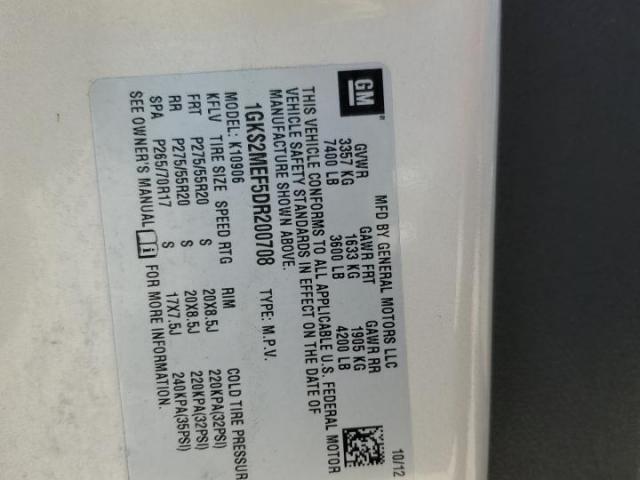 GM
MFD BY GENERAL MOTORS LLC 10/12
GVWR GAWR FRT GAWR RR
3357 KG 1633 KG 1905 KG
7400 LB 3600 LB 4200 LB
THIS VEHICLE CONFORMS TO ALL APPLICABLE U.S. FEDERAL MOTOR
VEHICLE SAFETY STANDARDS IN EFFECT ON THE DATE OF
MANUFACTURE SHOWN ABOVE.
1GKS2MEF5DR200708 TYPE: M.P.V.
MODEL: K10906
KFLV TIRE SIZE SPEED RTG RIM COLD TIRE PRESSUR
FRT P275/55R20 S 20X8.5J 220KPA(32PSI)
RR P275/55R20 S 20X8.5J 220KPA(32PSI)
SPA P265/70R17 S 17X7.5J 240KPA(35PSI)
SEE OWNER'S MANUAL FOR MORE INFORMATION.